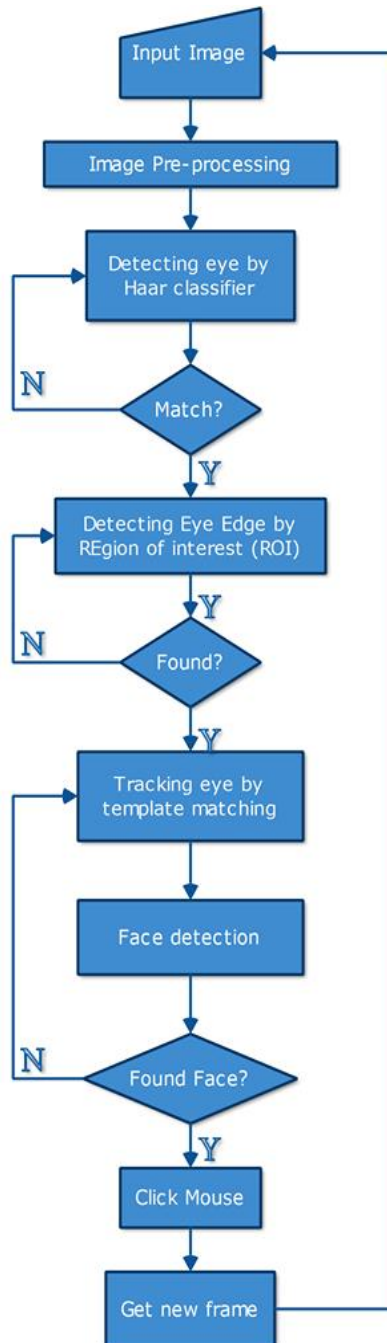 Input Image
Image Pre-processing
Detecting eye by
Haar classifier
N
Match?
Y
Detecting Eye Edge by
REgion of interest (ROI)
Y
N
Found?
Y
Tracking eye by
template matching
Face detection
N
Found Face?
Y
Click Mouse
Get new frame